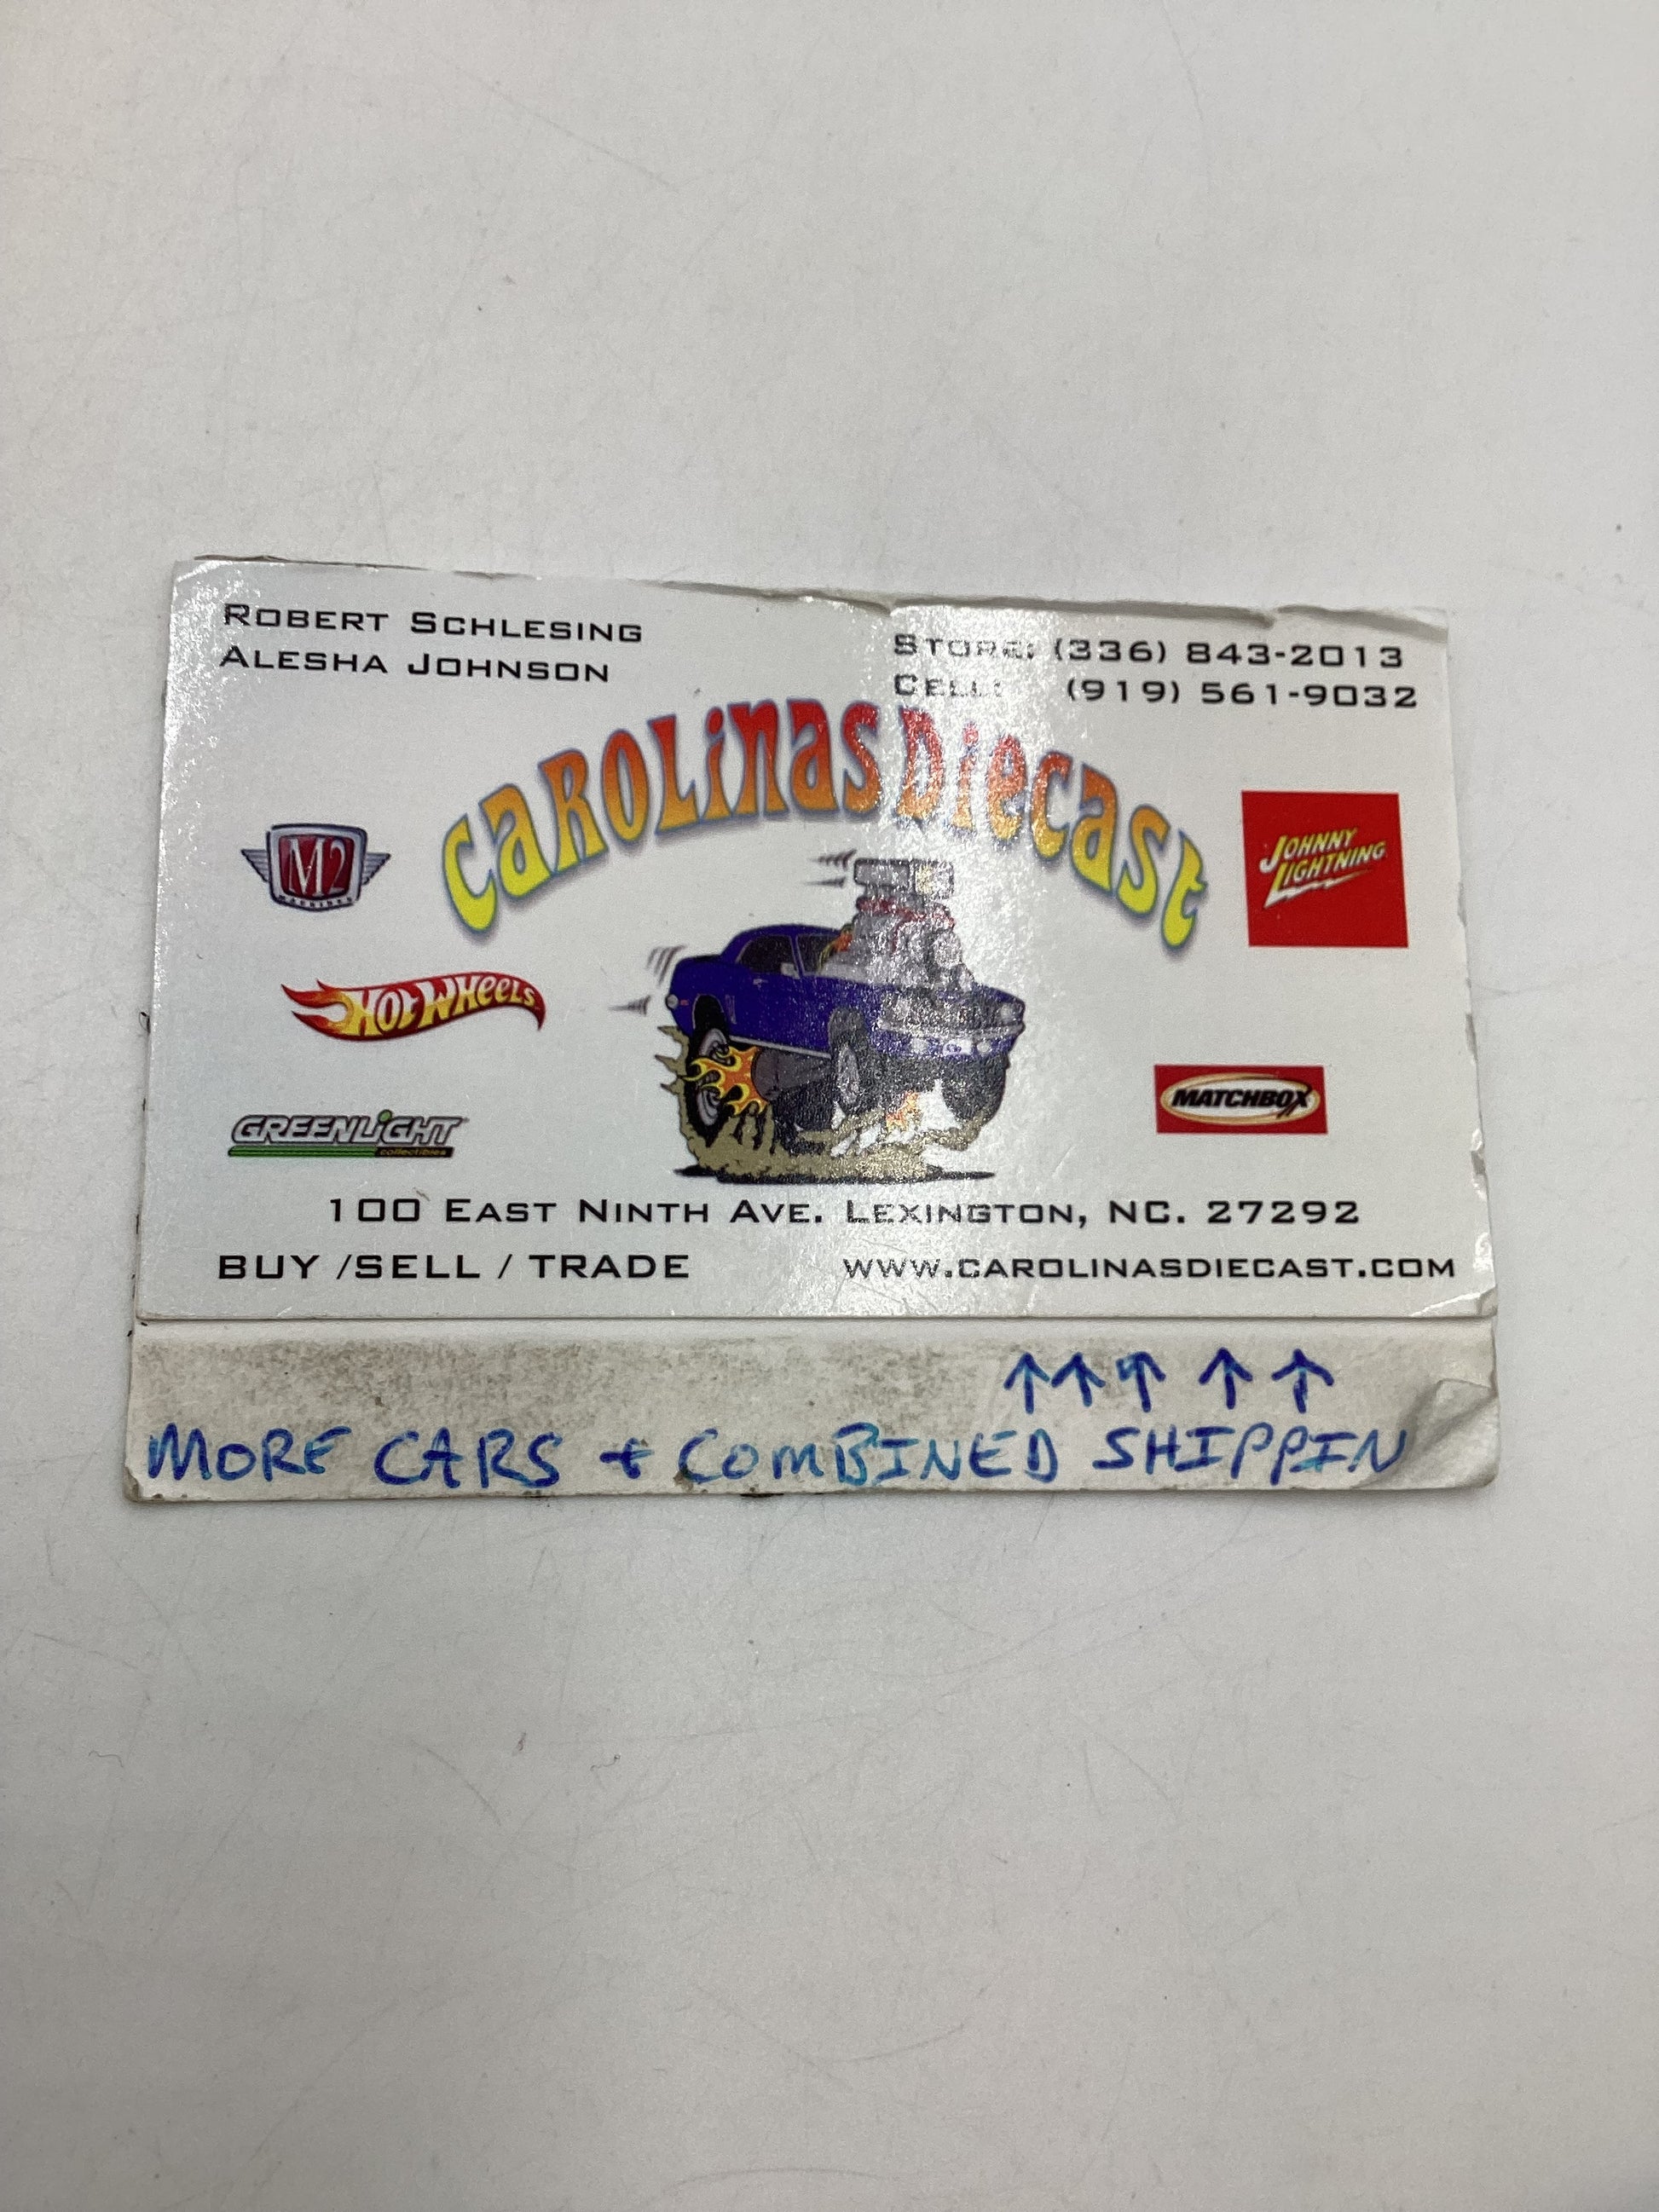 ROBERT SCHLESING
ALESHA JOHNSON
STORE: (336) 843-2013
CELL: (919) 561-9032
CAROLINAS DIECAST
M2
MACHINES
JOHNNY
LIGHTNING
HOT WHEELS
MATCHBOX
GREENLIGHT
collectibles
100 EAST NINTH AVE. LEXINGTON, NC. 27292
BUY /SELL / TRADE
WWW.CAROLINASDIECAST.COM
↑↑↑ ↑ ↑
MORE CARS + COMBINED SHIPPIN